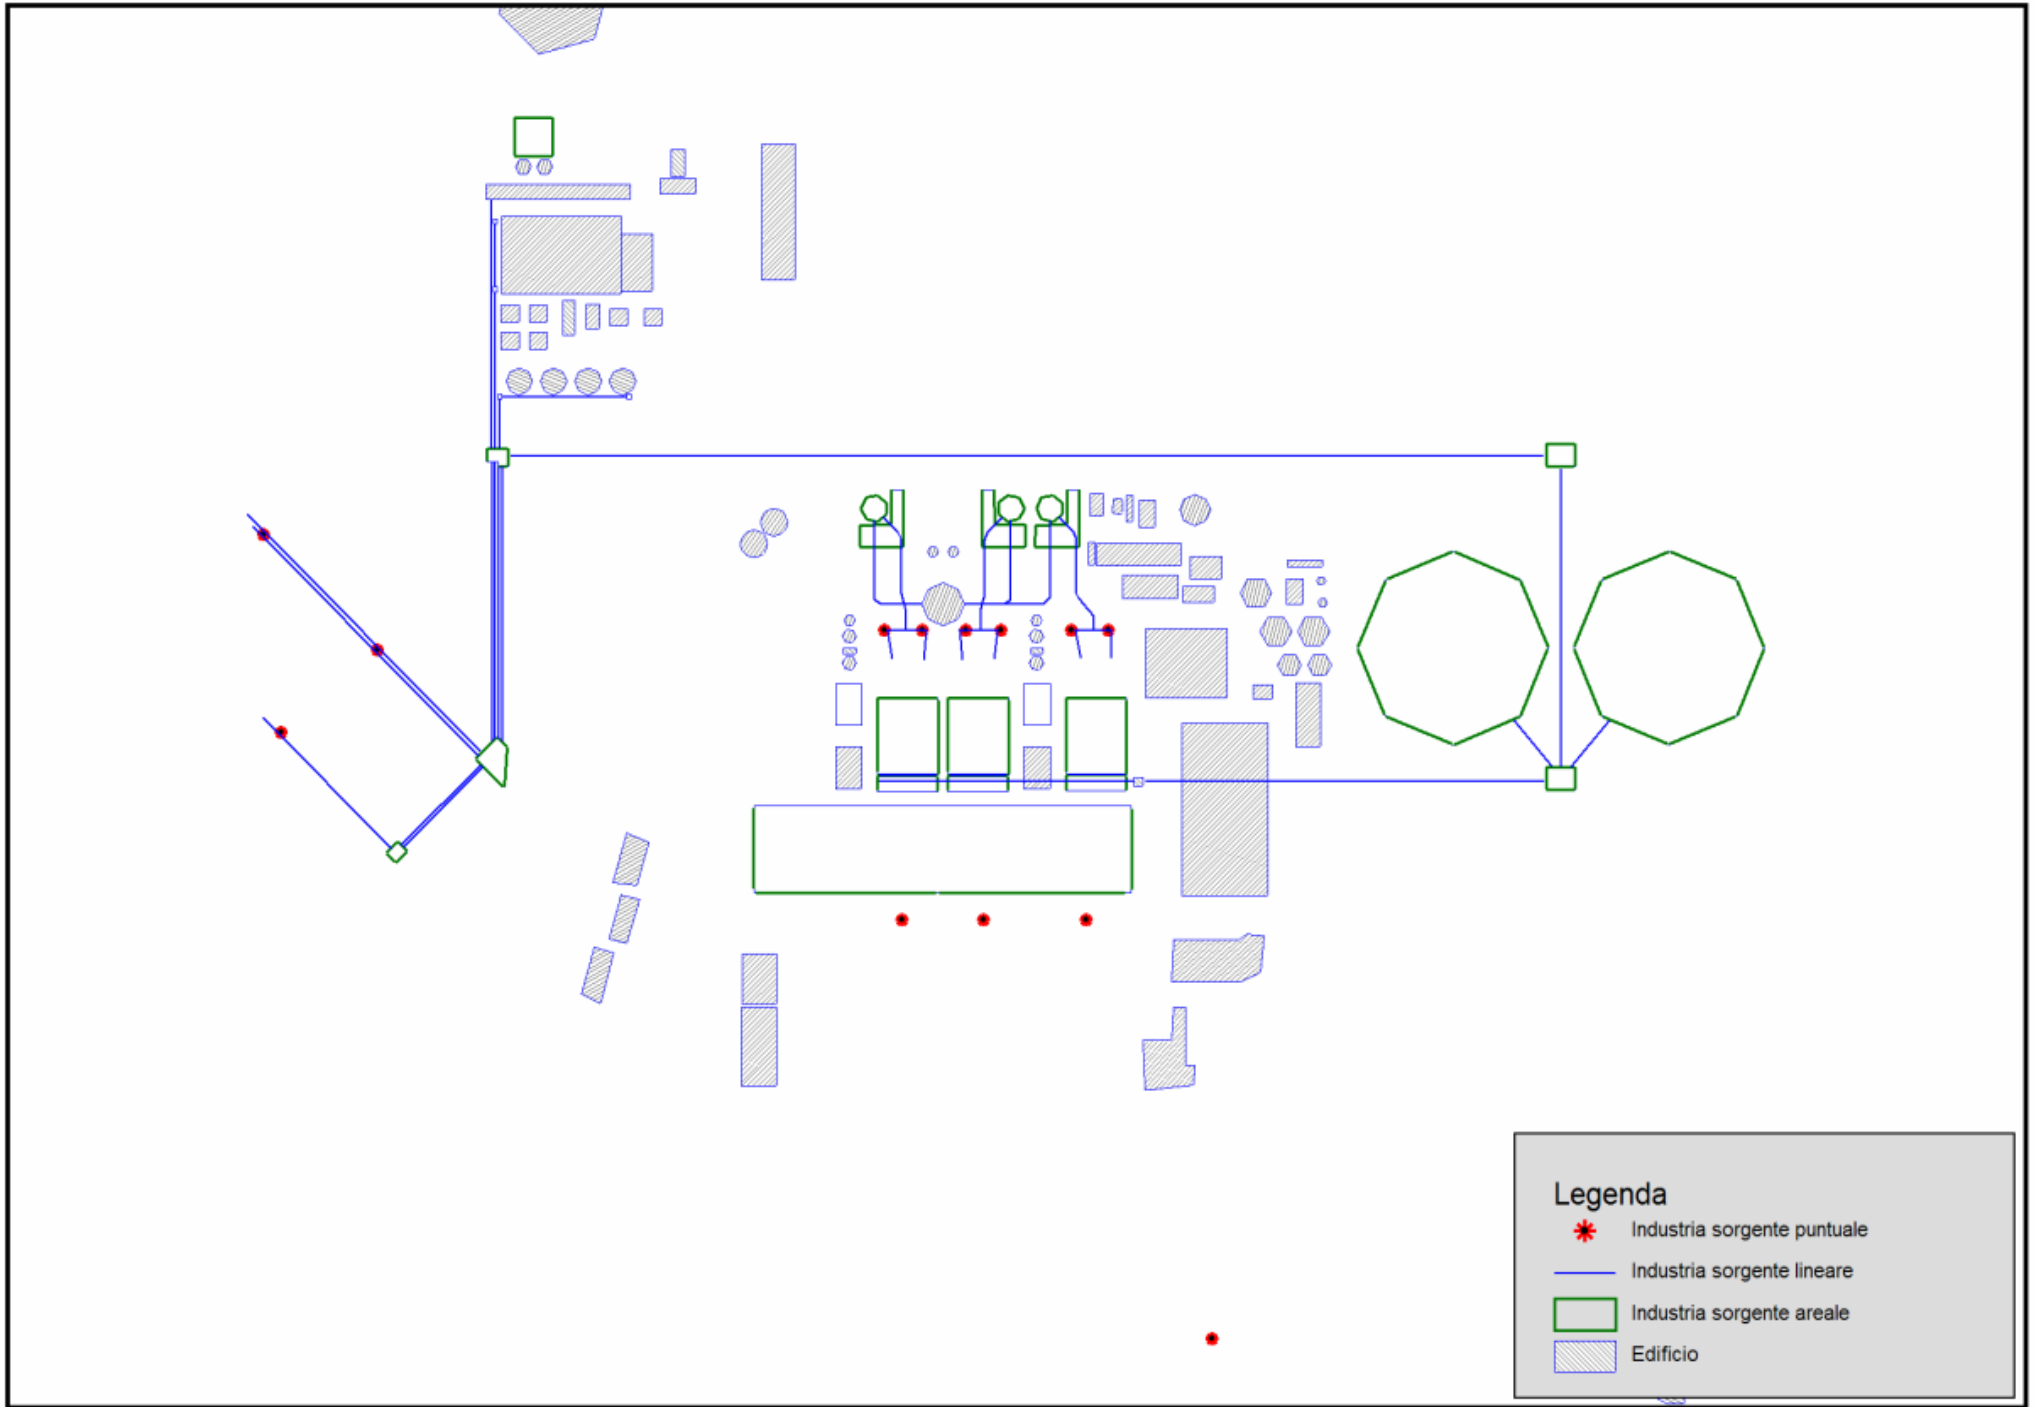 Legenda
Industria sorgente puntuale
Industria sorgente lineare
Industria sorgente areale
Edificio